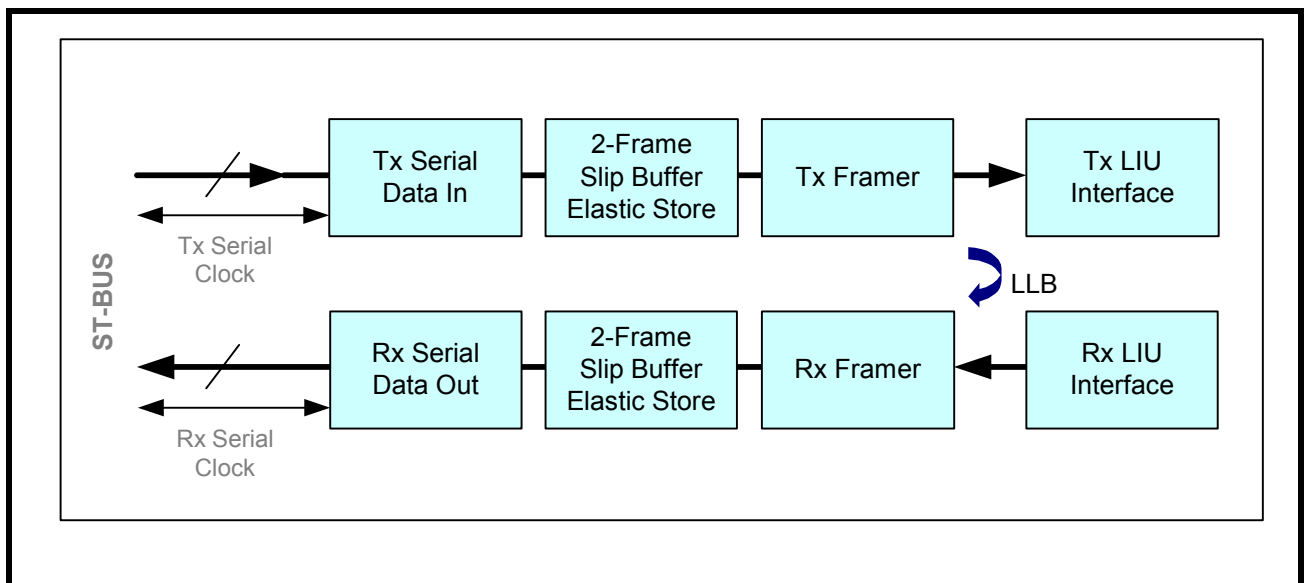 Tx Serial
Data In
2-Frame
Slip Buffer
Elastic Store
Tx Framer
Tx LIU
Interface
Tx Serial
Clock
ST-BUS
LLB
Rx Serial
Data Out
2-Frame
Slip Buffer
Elastic Store
Rx Framer
Rx LIU
Interface
Rx Serial
Clock